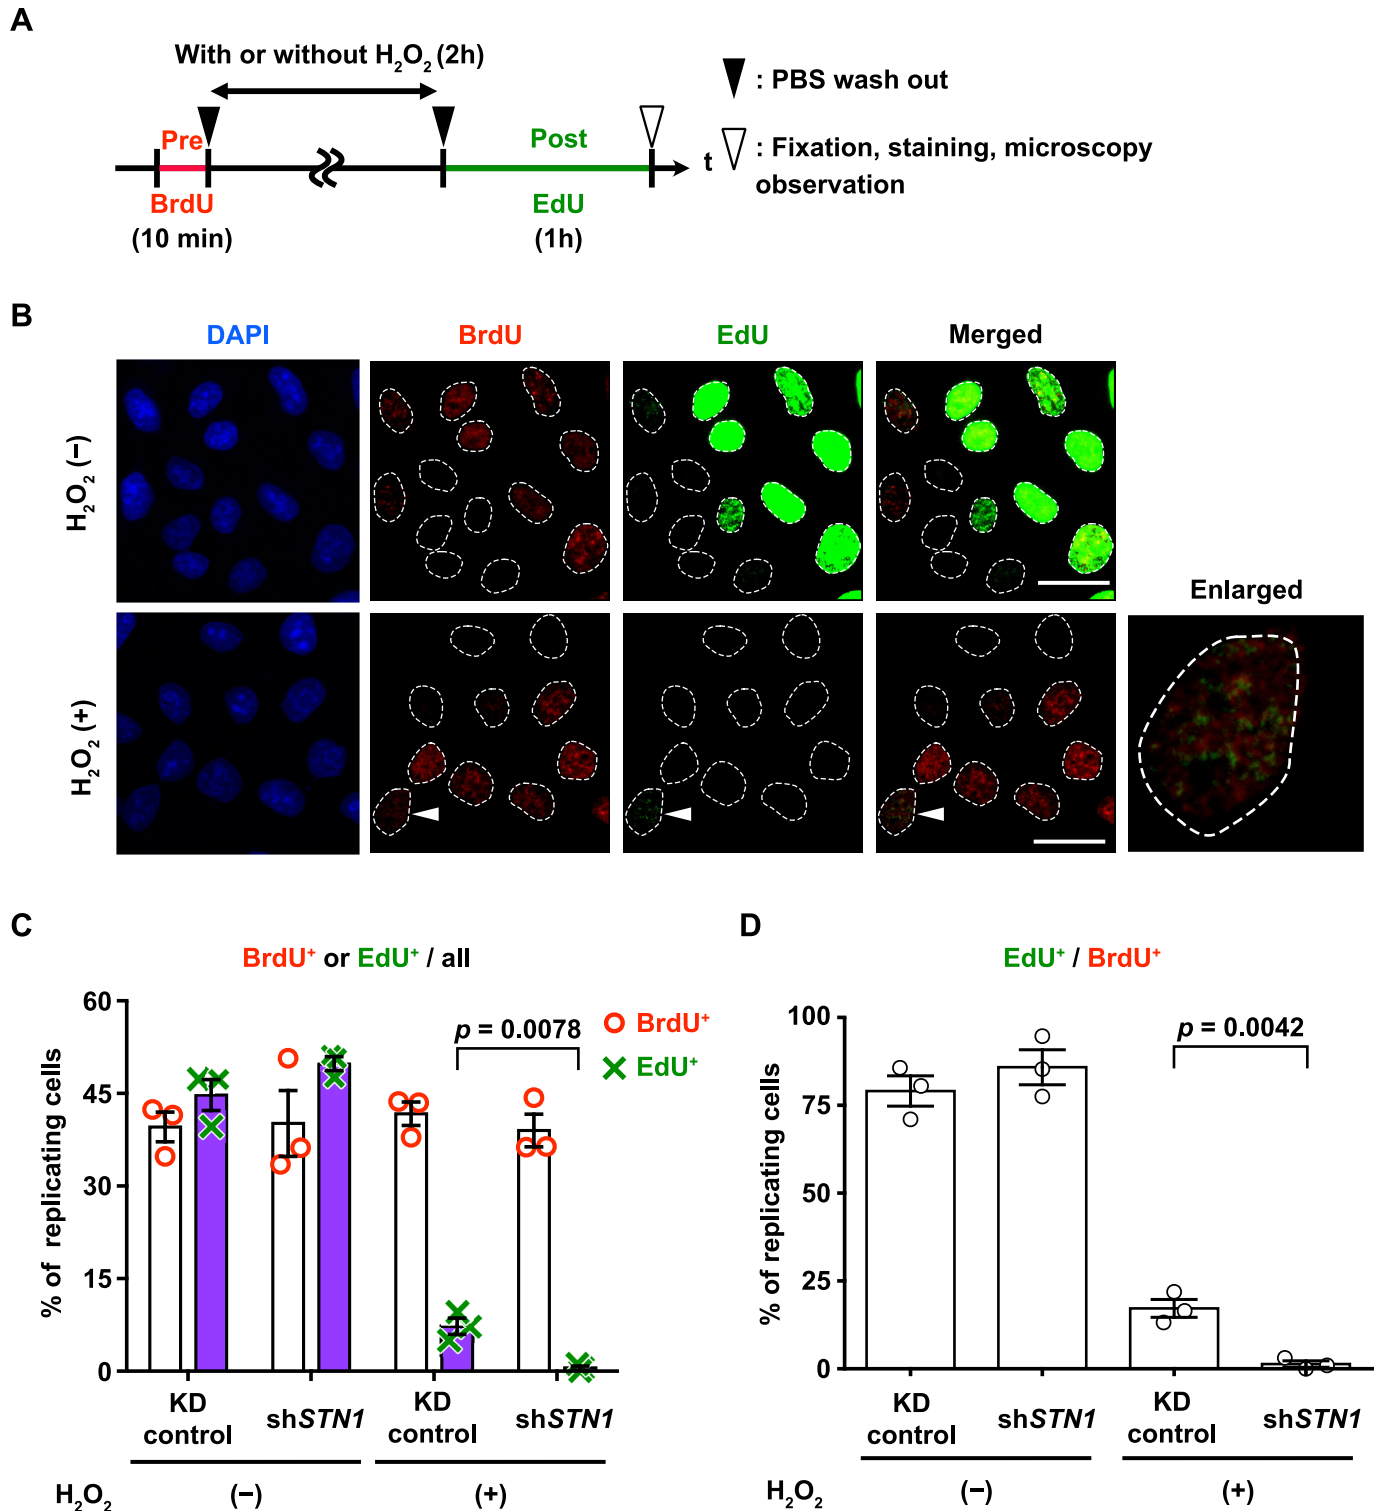 A
With or without H₂O₂ (2h)
Pre
Post
BrdU
(10 min)
EdU
(1h)
t
: PBS wash out
: Fixation, staining, microscopy
observation
B
DAPI
BrdU
EdU
Merged
H₂O₂ (−)
H₂O₂ (+)
Enlarged
C
BrdU⁺ or EdU⁺ / all
% of replicating cells
60
45
30
15
0
p = 0.0078
BrdU⁺
EdU⁺
KD
control
shSTN1
KD
control
shSTN1
H₂O₂
(−)
(+)
D
EdU⁺ / BrdU⁺
% of replicating cells
100
75
50
25
0
p = 0.0042
KD
control
shSTN1
KD
control
shSTN1
H₂O₂
(−)
(+)